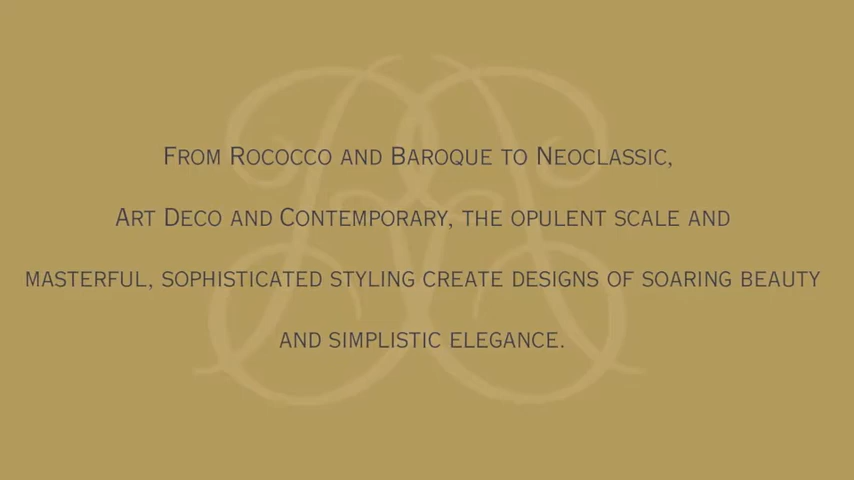 From Rococco and Baroque to Neoclassic,
Art Deco and Contemporary, the opulent scale and
masterful, sophisticated styling create designs of soaring beauty
and simplistic elegance.